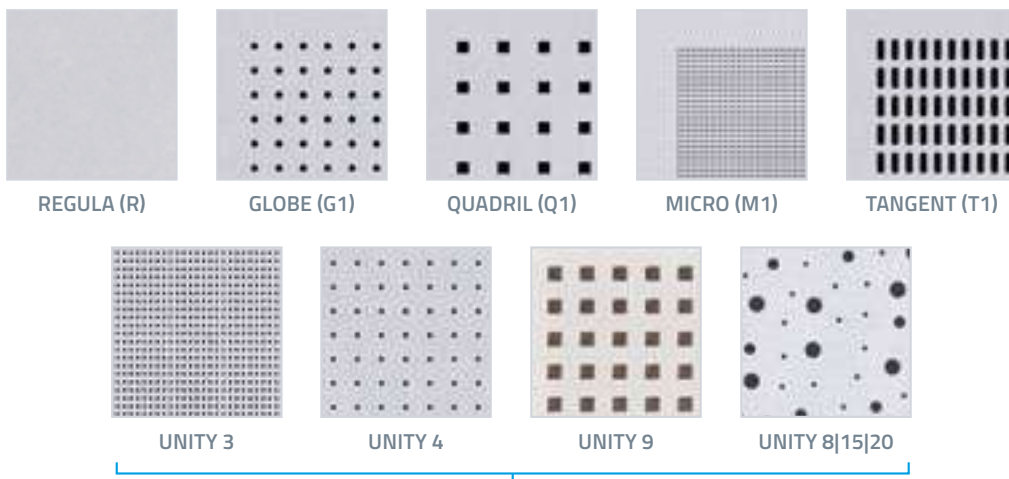 REGULA (R)
GLOBE (G1)
QUADRIL (Q1)
MICRO (M1)
TANGENT (T1)
UNITY 3
UNITY 4
UNITY 9
UNITY 8|15|20